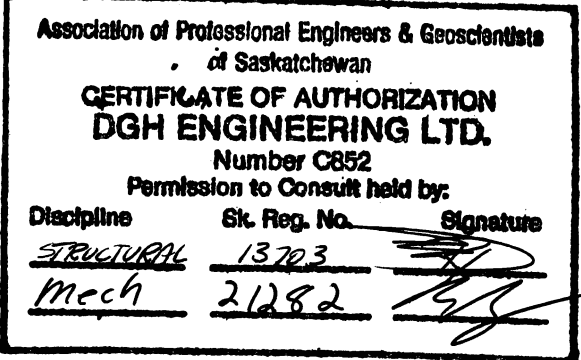 Association of Professional Engineers & Geoscientists
of Saskatchewan
CERTIFICATE OF AUTHORIZATION
DGH ENGINEERING LTD.
Number C852
Permission to Consult held by:
Discipline Sk. Reg. No. Signature
STRUCTURAL 13703
Mech 21282